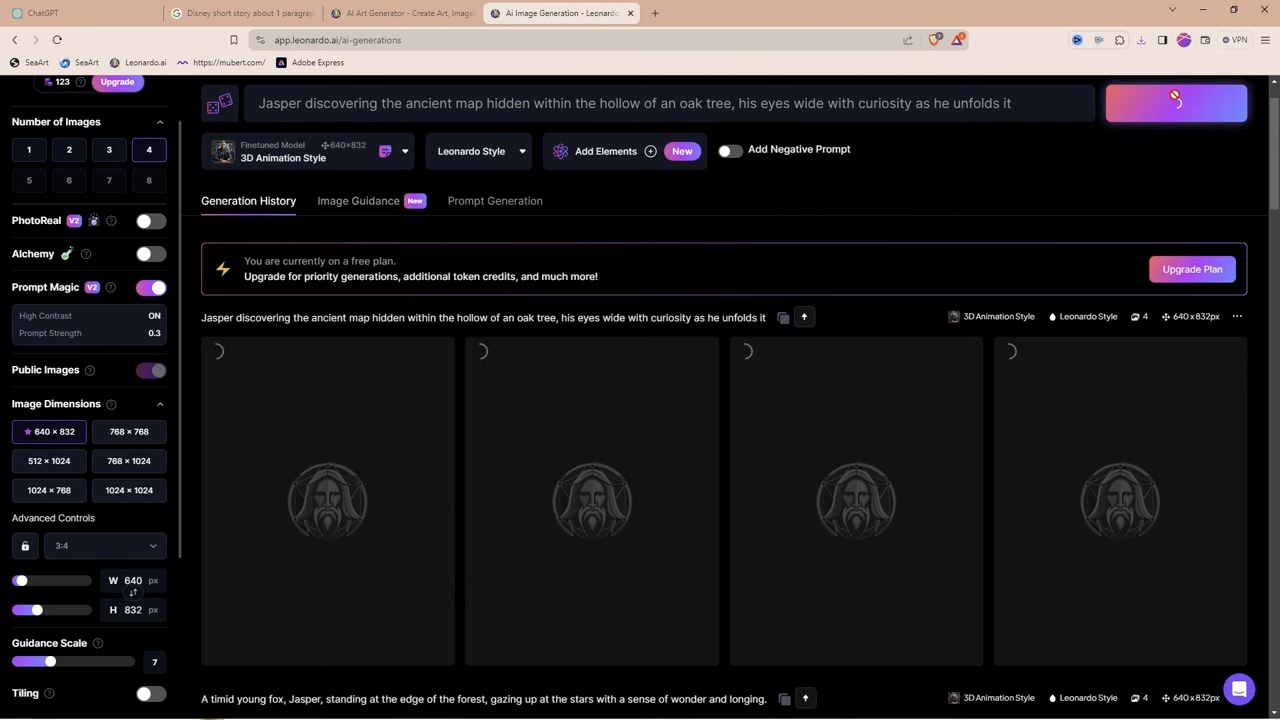 ChatGPT
Disney short story about 1 paragrap
AI Art Generator - Create Art, Image
Ai Image Generation - Leonardo
app.leonardo.ai/ai-generations
VPN
SeaArt
SeaArt
Leonardo.ai
https://mubert.com/
Adobe Express
123
Upgrade
Jasper discovering the ancient map hidden within the hollow of an oak tree, his eyes wide with curiosity as he unfolds it
Number of Images
1 2 3 4
5 6 7 8
Finetuned Model 640×832
3D Animation Style
Leonardo Style
Add Elements
New
Add Negative Prompt
Generation History
Image Guidance New
Prompt Generation
PhotoReal V2
Alchemy
Prompt Magic V2
High Contrast ON
Prompt Strength 0.3
Public Images
Image Dimensions
640 × 832
768 × 768
512 × 1024
768 × 1024
1024 × 768
1024 × 1024
Advanced Controls
3:4
W 640 px
H 832 px
Guidance Scale
7
Tiling
You are currently on a free plan.
Upgrade for priority generations, additional token credits, and much more!
Upgrade Plan
Jasper discovering the ancient map hidden within the hollow of an oak tree, his eyes wide with curiosity as he unfolds it
3D Animation Style
Leonardo Style
4
640 x 832px
A timid young fox, Jasper, standing at the edge of the forest, gazing up at the stars with a sense of wonder and longing.
3D Animation Style
Leonardo Style
4
640 x 832px